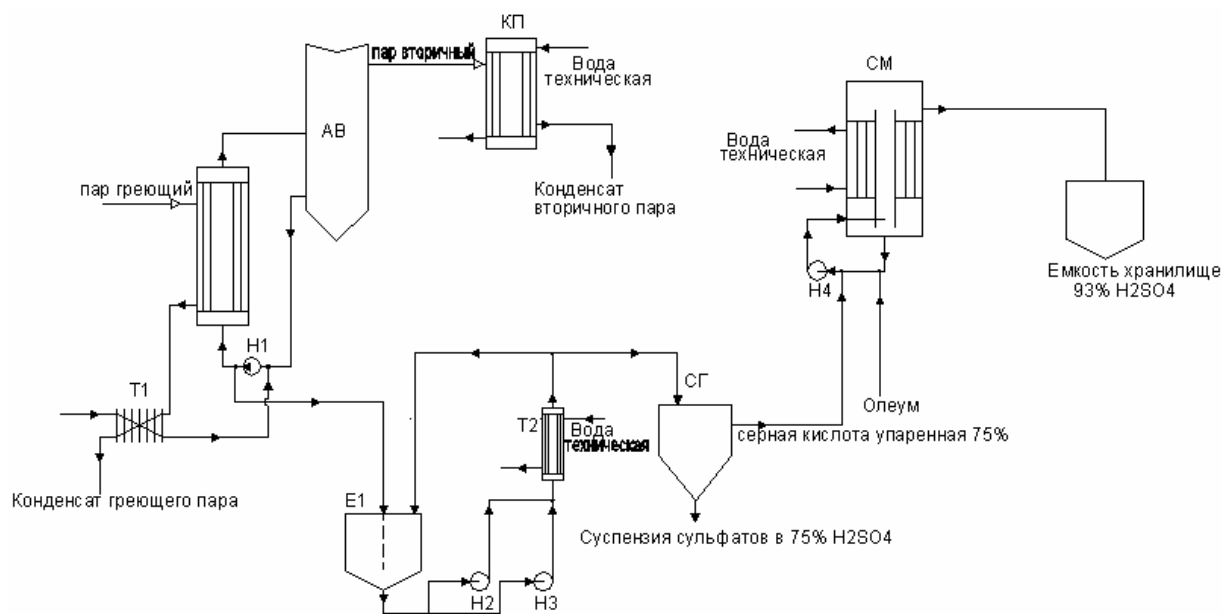 КП
пар вторичный
Вода
техническая
АВ
СМ
Вода
техническая
пар греющий
Конденсат
вторичного пара
Н4
Емкость хранилище
93% H2SO4
Н1
Т1
СГ
Олеум
Т2
Вода
техническая
серная кислота упаренная 75%
Конденсат греющего пара
Е1
Суспензия сульфатов в 75% H2SO4
Н2
Н3